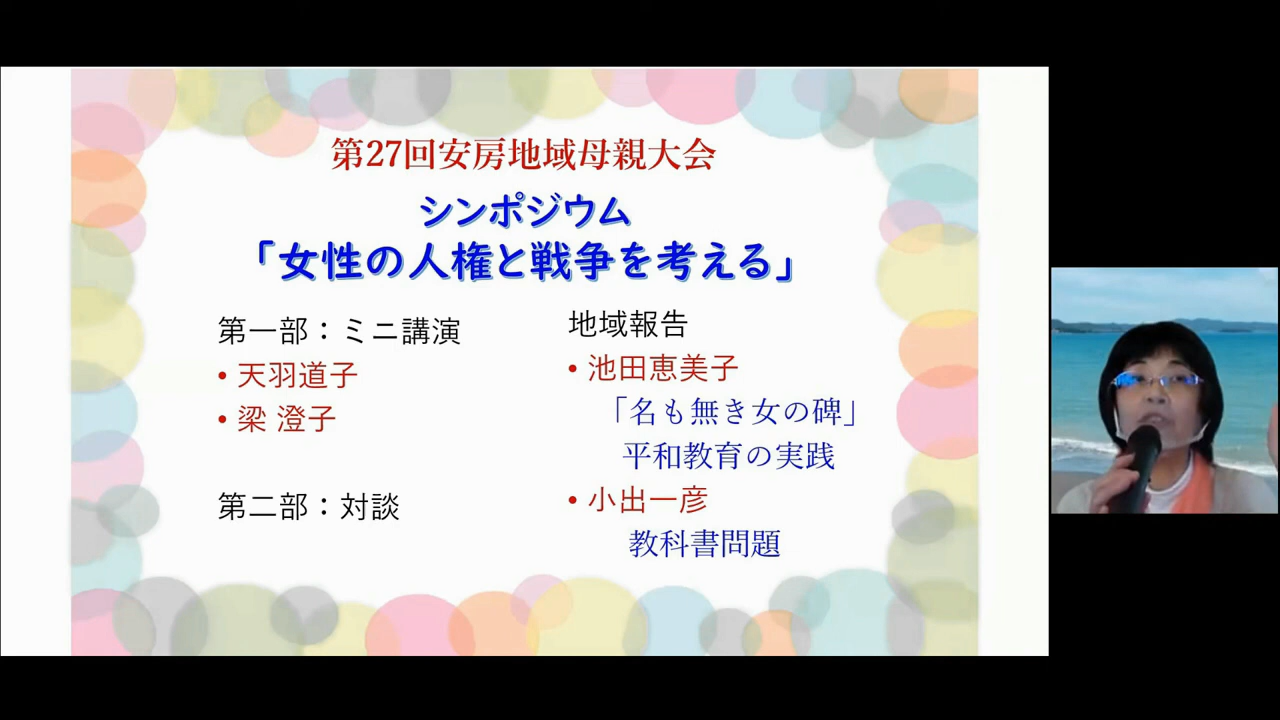 第27回安房地域母親大会
シンポジウム
「女性の人権と戦争を考える」
第一部：ミニ講演
• 天羽道子
• 梁 澄子
第二部：対談
地域報告
• 池田恵美子
「名も無き女の碑」
平和教育の実践
• 小出一彦
教科書問題